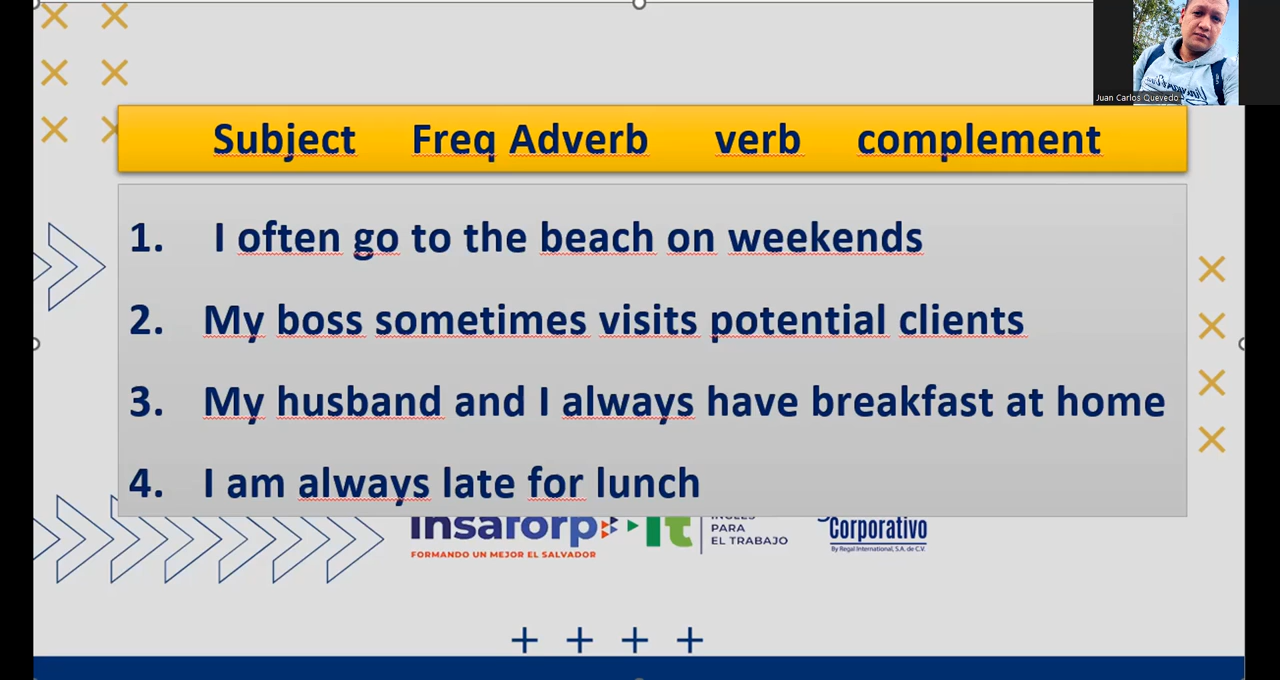 Juan Carlos Quevedo
Subject Freq Adverb verb complement
1. I often go to the beach on weekends
2. My boss sometimes visits potential clients
3. My husband and I always have breakfast at home
4. I am always late for lunch
insaforp
FORMANDO UN MEJOR EL SALVADOR
INGLÉS
PARA
EL TRABAJO
Corporativo
By Regal International, S.A. de C.V.